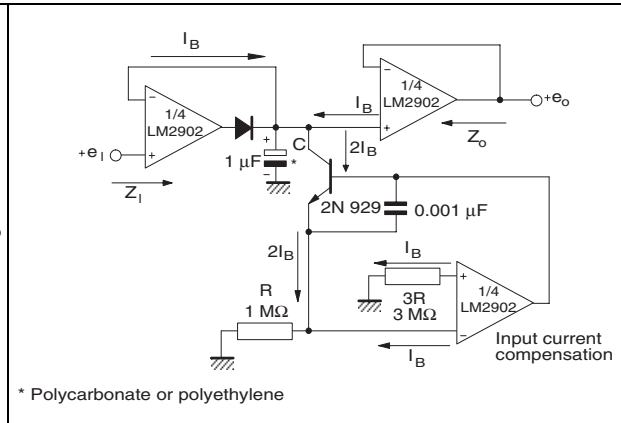 I_B
1/4
LM2902
+e_I
Z_I
1 µF
*
C
I_B
2I_B
1/4
LM2902
+e_o
Z_o
2N 929
0.001 µF
2I_B
R
1 MΩ
I_B
3R
3 MΩ
1/4
LM2902
I_B
Input current
compensation
* Polycarbonate or polyethylene